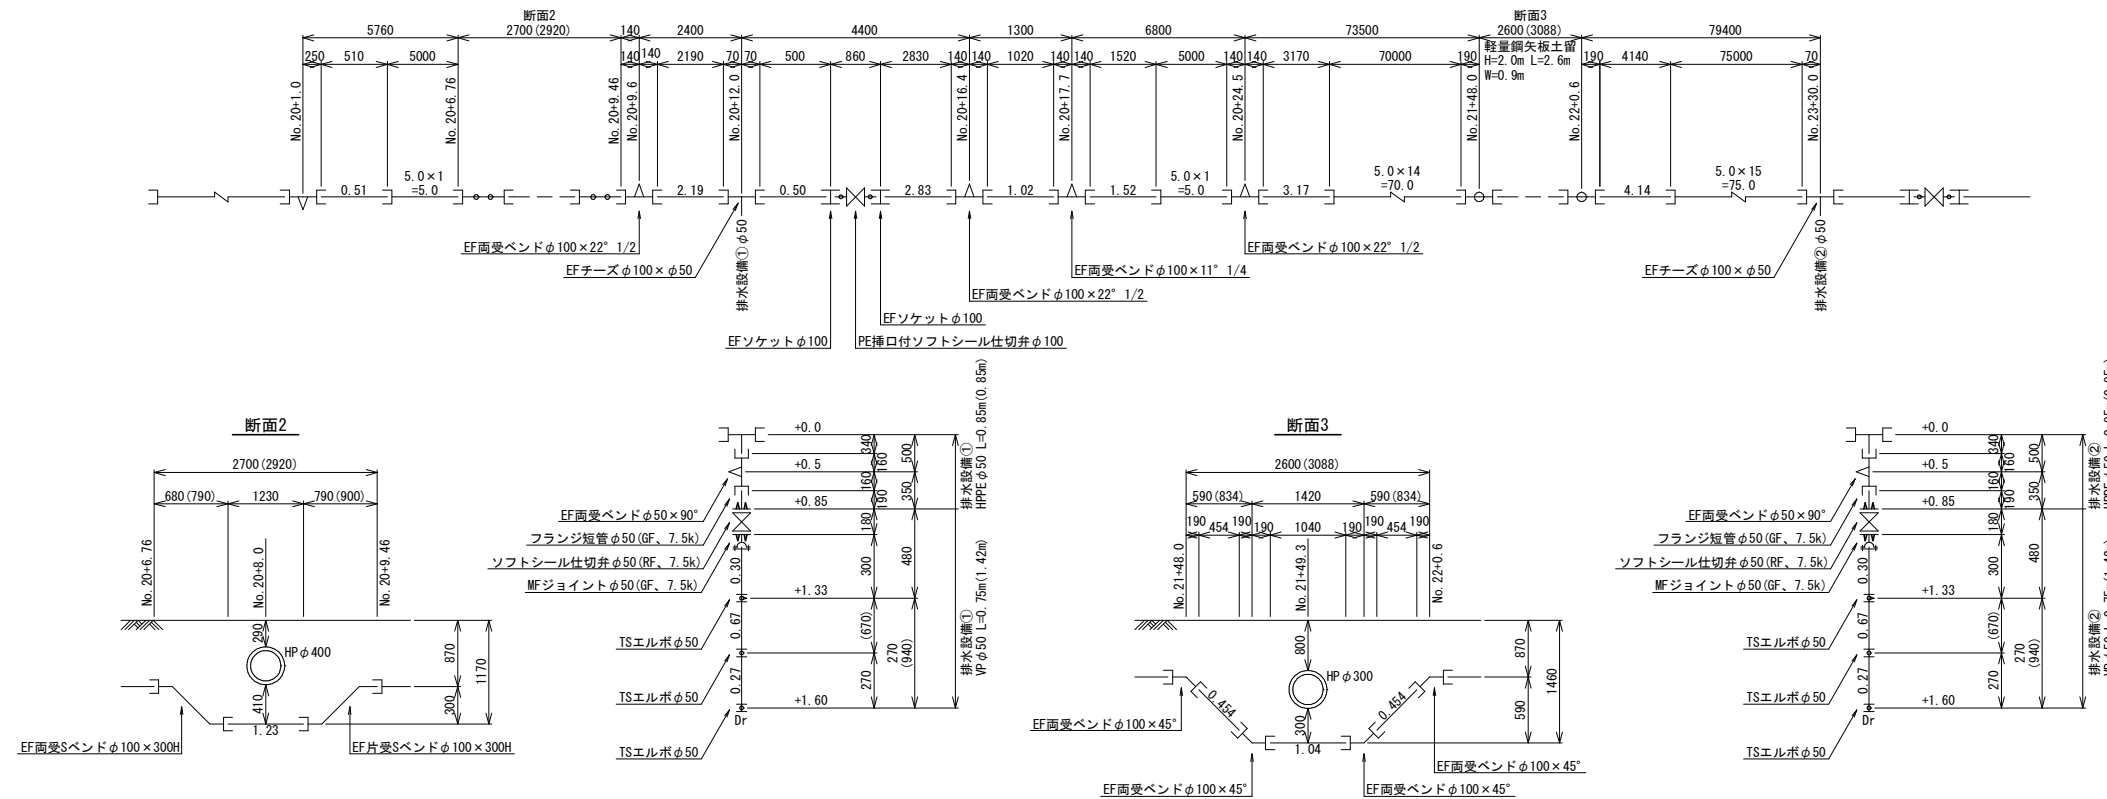 断面2
断面3
5760
2700(2920)
140
2400
4400
1300
6800
73500
2600(3088)
79400
軽量鋼矢板土留
H=2.0m L=2.6m
W=0.9m
250
510
5000
140
140
2190
70
70
500
860
2830
140
140
1020
140
140
1520
5000
140
140
3170
70000
190
190
4140
75000
70
No.20+1.0
No.20+6.76
No.20+9.46
No.20+9.6
No.20+12.0
No.20+16.4
No.20+17.7
No.20+24.5
No.21+48.0
No.22+0.6
No.23+30.0
0.51
5.0×1
=5.0
2.19
0.50
2.83
1.02
1.52
5.0×1
=5.0
3.17
5.0×14
=70.0
4.14
5.0×15
=75.0
EF両受ベンドφ100×22°1/2
EFチーズφ100×φ50
排水設備① φ50
EFソケットφ100
EFソケットφ100
PE挿口付ソフトシール仕切弁φ100
EF両受ベンドφ100×22°1/2
EF両受ベンドφ100×11°1/4
EF両受ベンドφ100×22°1/2
EFチーズφ100×φ50
排水設備② φ50
断面2
2700(2920)
680(790)
1230
790(900)
No.20+6.76
No.20+8.0
No.20+9.46
290
HPφ400
410
870
300
1170
1.23
EF両受Sベンドφ100×300H
EF片受Sベンドφ100×300H
+0.0
+0.5
+0.85
+1.33
+1.60
340
160
160
190
180
300
(670)
270
500
350
480
270
(940)
0.30
0.67
0.27
Dr
EF両受ベンドφ50×90°
フランジ短管φ50(GF、7.5k)
ソフトシール仕切弁φ50(RF、7.5k)
MFジョイントφ50(GF、7.5k)
TSエルボφ50
TSエルボφ50
TSエルボφ50
排水設備①
HPPEφ50 L=0.85m(0.85m)
排水設備①
VPφ50 L=0.75m(1.42m)
断面3
2600(3088)
590(834)
1420
590(834)
190
454
190
190
1040
190
190
454
190
No.21+48.0
No.21+49.3
No.22+0.6
800
HPφ300
300
870
590
1460
0.454
0.454
1.04
EF両受ベンドφ100×45°
EF両受ベンドφ100×45°
EF両受ベンドφ100×45°
EF両受ベンドφ100×45°
+0.0
+0.5
+0.85
+1.33
+1.60
340
160
160
190
180
300
(670)
270
500
350
480
270
(940)
0.30
0.67
0.27
Dr
EF両受ベンドφ50×90°
フランジ短管φ50(GF、7.5k)
ソフトシール仕切弁φ50(RF、7.5k)
MFジョイントφ50(GF、7.5k)
TSエルボφ50
TSエルボφ50
TSエルボφ50
排水設備②
排水設備②